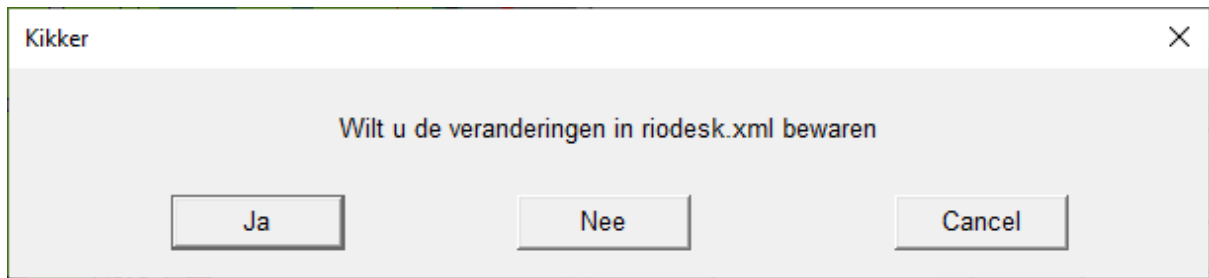 Kikker
Wilt u de veranderingen in riodesk.xml bewaren
Ja
Nee
Cancel